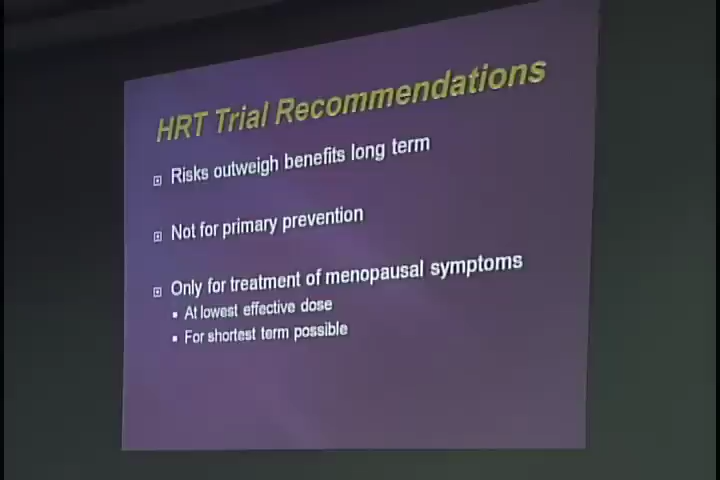 HRT Trial Recommendations
Risks outweigh benefits long term
Not for primary prevention
Only for treatment of menopausal symptoms
At lowest effective dose
For shortest term possible